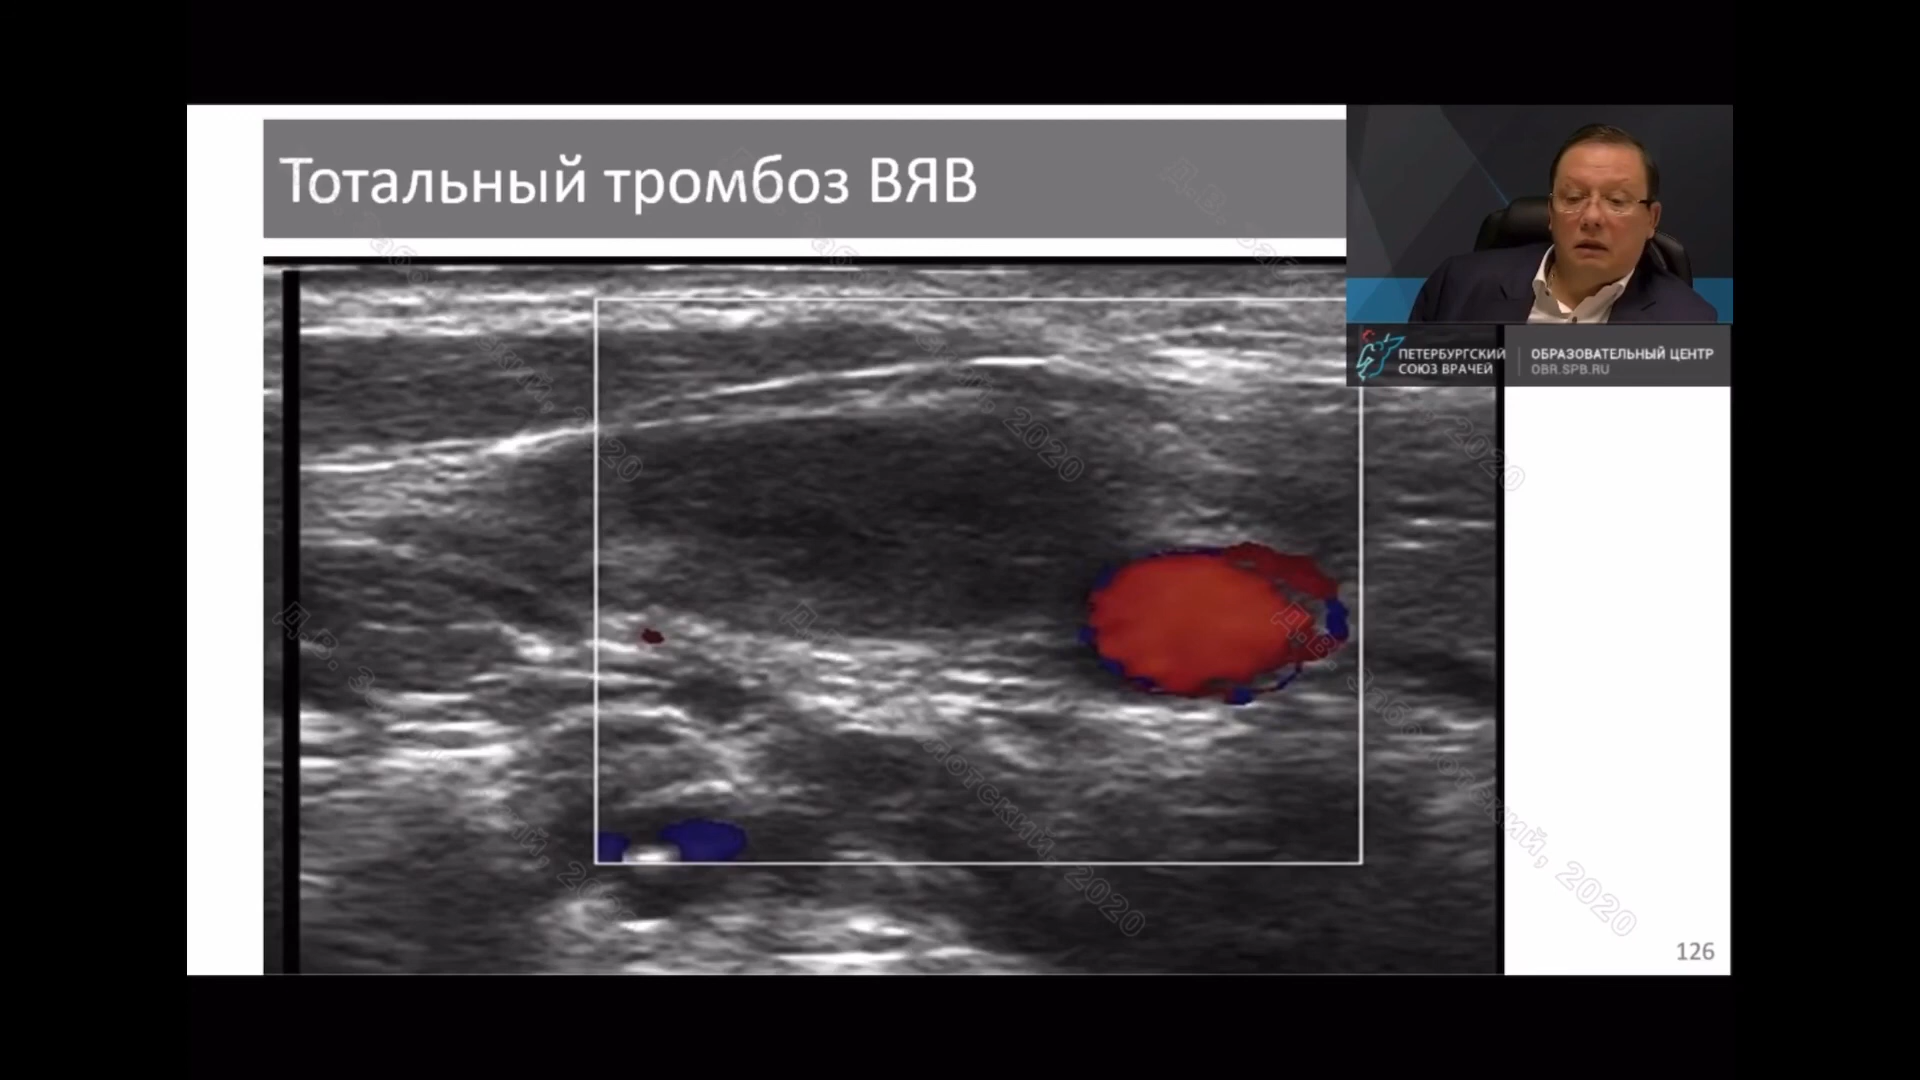 Тотальный тромбоз ВЯВ
ПЕТЕРБУРГСКИЙ
СОЮЗ ВРАЧЕЙ
ОБРАЗОВАТЕЛЬНЫЙ ЦЕНТР
OBR.SPB.RU
126